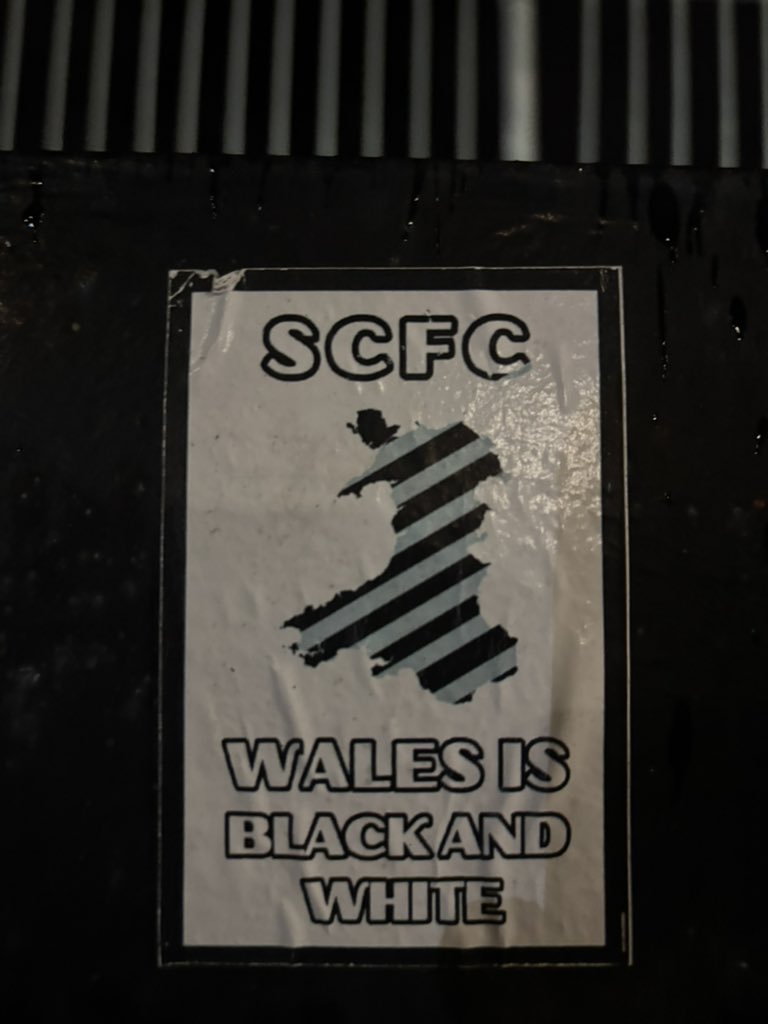 SCFC
WALES IS
BLACK AND
WHITE